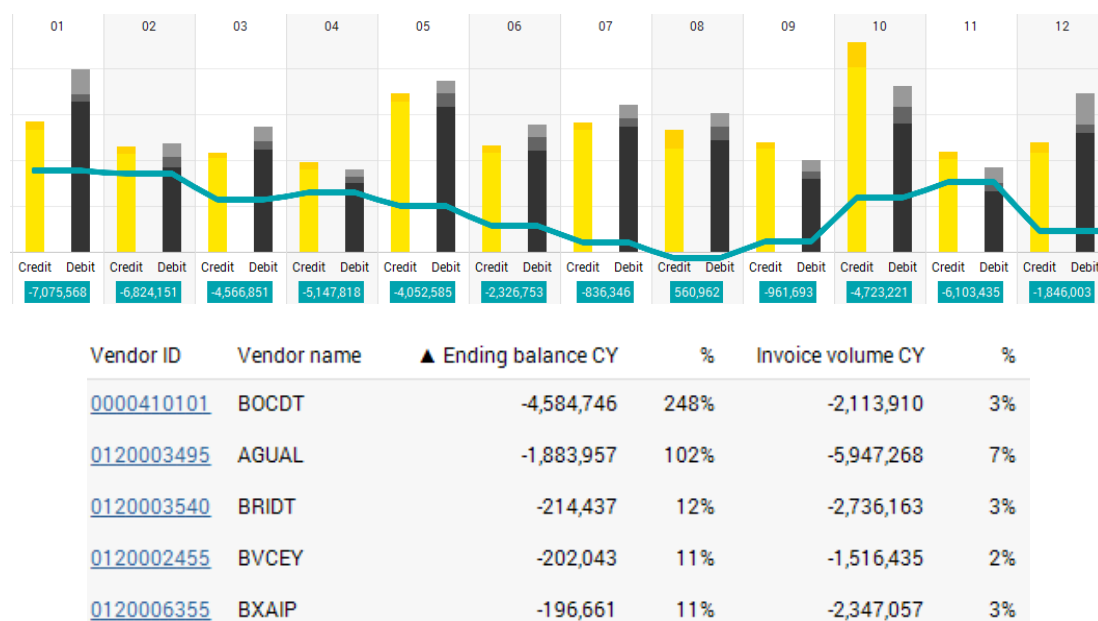 01 02 03 04 05 06 07 08 09 10 11 12
Credit Debit Credit Debit Credit Debit Credit Debit Credit Debit Credit Debit Credit Debit Credit Debit Credit Debit Credit Debit Credit Debit Credit Debit
-7,075,568 -6,824,151 -4,566,851 -5,147,818 -4,052,585 -2,326,753 -836,346 560,962 -961,693 -4,723,221 -6,103,435 -1,846,003
Vendor ID Vendor name ▲ Ending balance CY % Invoice volume CY %
0000410101 BOCDT -4,584,746 248% -2,113,910 3%
0120003495 AGUAL -1,883,957 102% -5,947,268 7%
0120003540 BRIDT -214,437 12% -2,736,163 3%
0120002455 BVCEY -202,043 11% -1,516,435 2%
0120006355 BXAIP -196,661 11% -2,347,057 3%